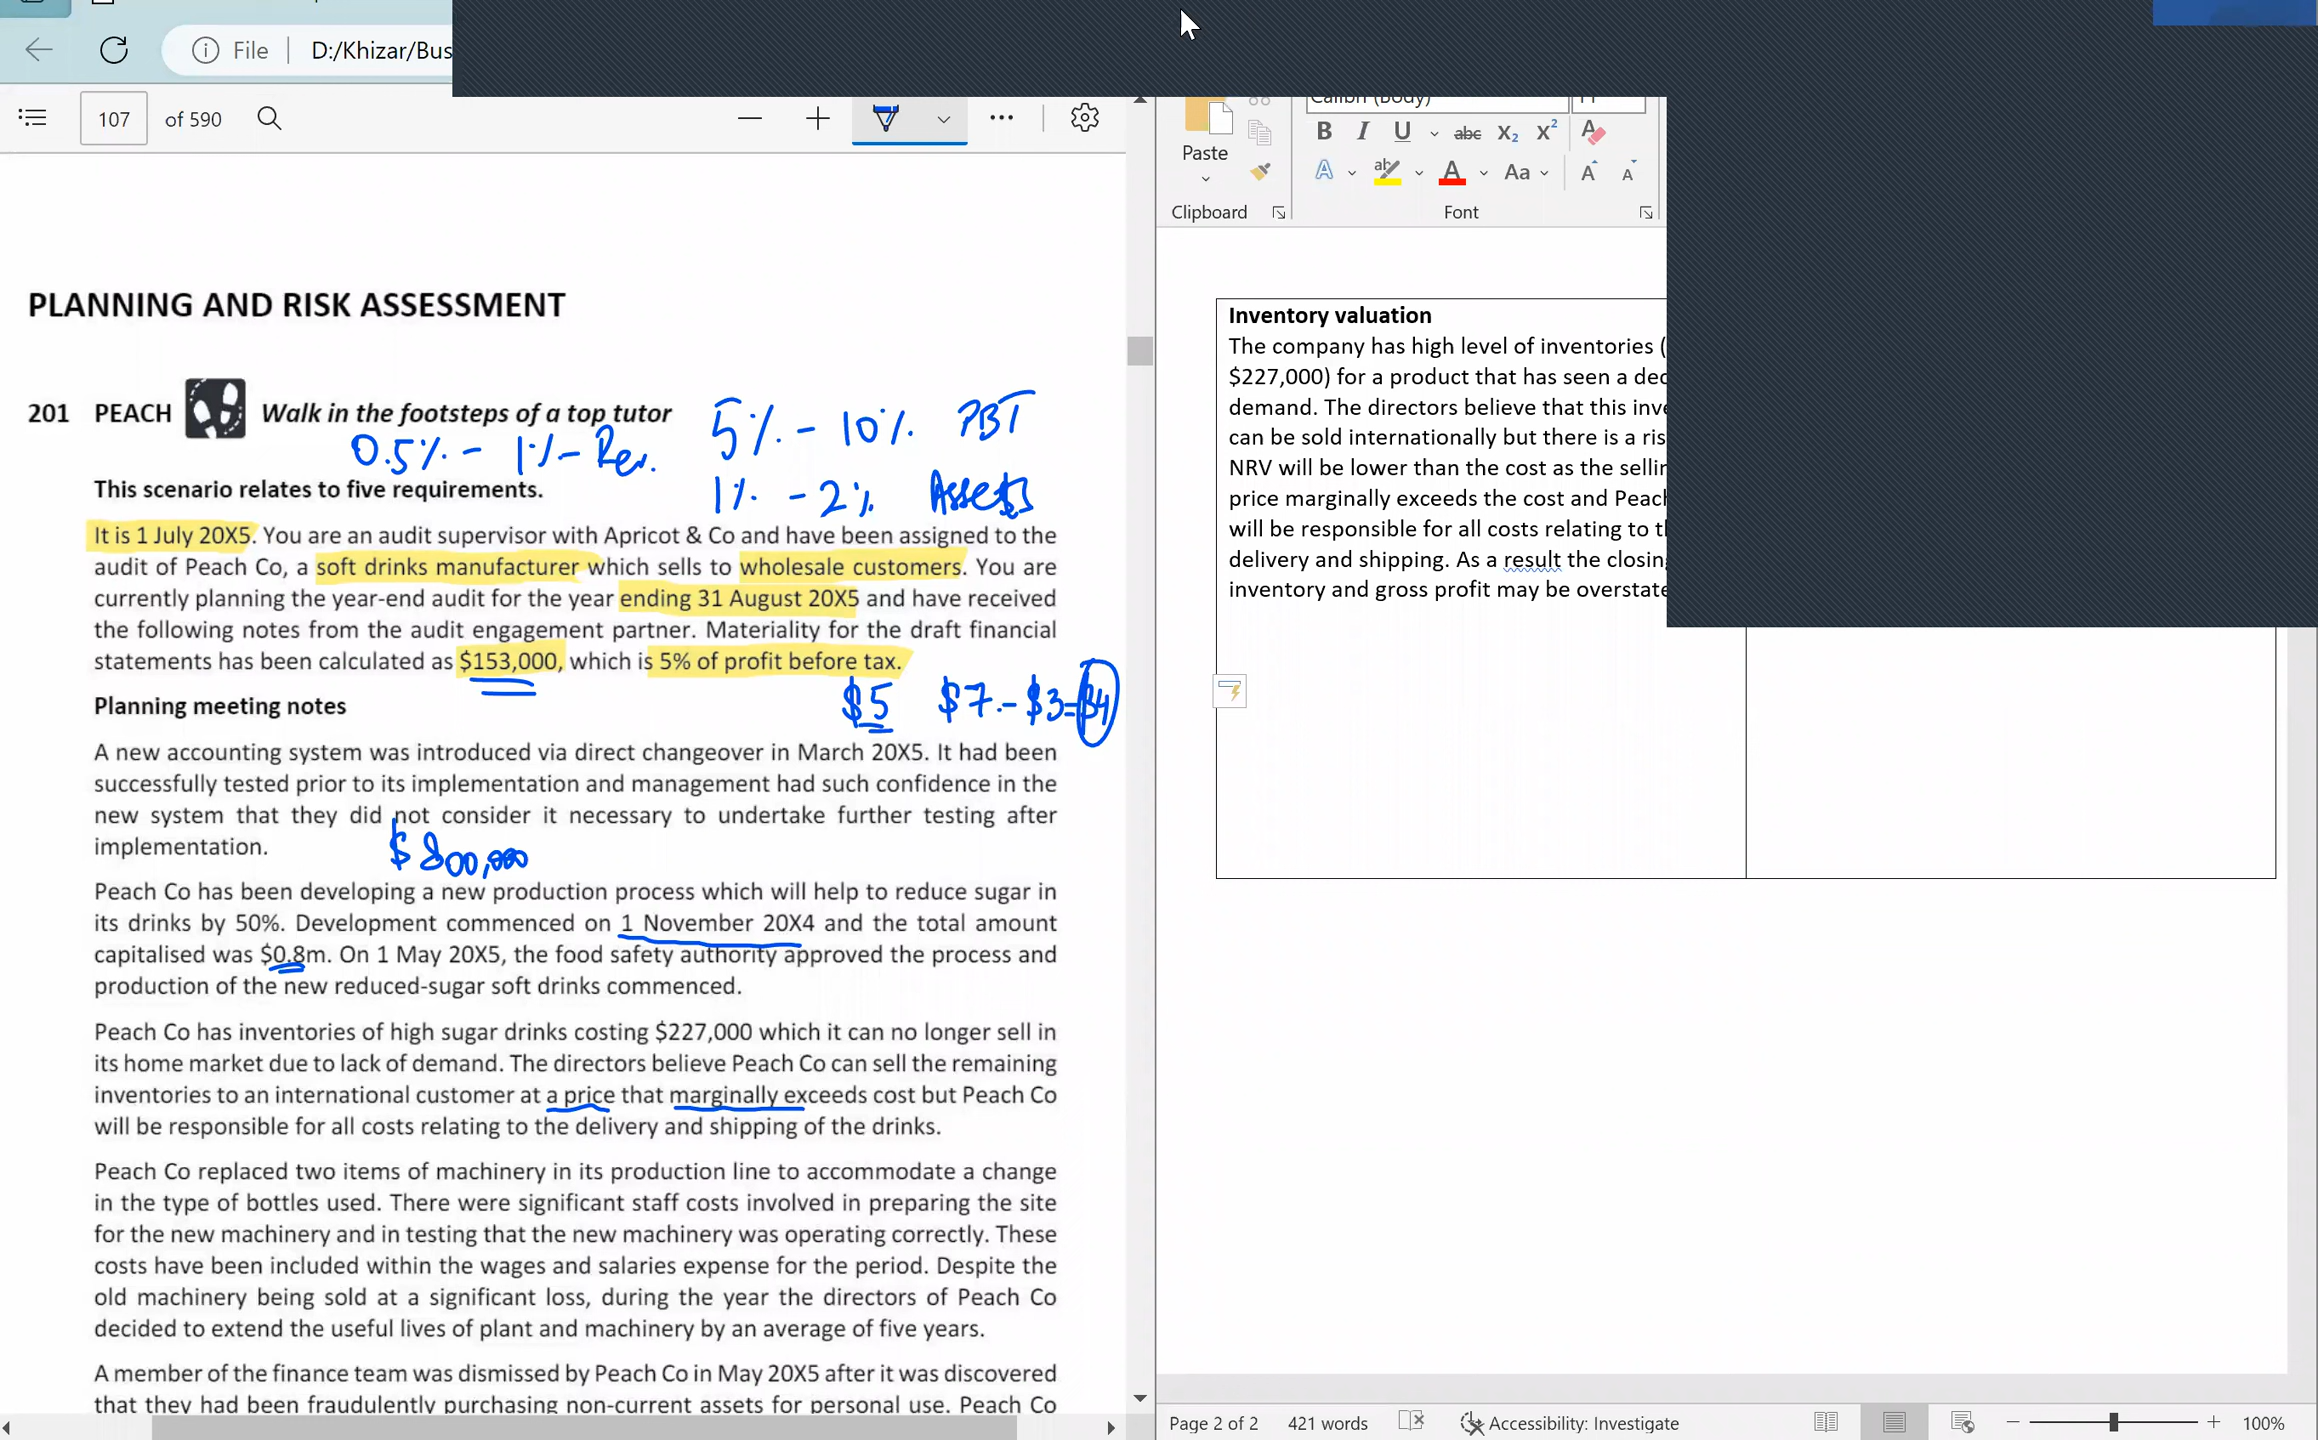 File
D:/Khizar/Bus
107 of 590
PLANNING AND RISK ASSESSMENT
201 PEACH Walk in the footsteps of a top tutor
5% - 10% PBT
0.5% - 1% - Rev.
1% - 2% Assets
This scenario relates to five requirements.
It is 1 July 20X5. You are an audit supervisor with Apricot & Co and have been assigned to the
audit of Peach Co, a soft drinks manufacturer which sells to wholesale customers. You are
currently planning the year-end audit for the year ending 31 August 20X5 and have received
the following notes from the audit engagement partner. Materiality for the draft financial
statements has been calculated as $153,000, which is 5% of profit before tax.
$5 $7 - $3 = $4
Planning meeting notes
A new accounting system was introduced via direct changeover in March 20X5. It had been
successfully tested prior to its implementation and management had such confidence in the
new system that they did not consider it necessary to undertake further testing after
implementation.
$800,000
Peach Co has been developing a new production process which will help to reduce sugar in
its drinks by 50%. Development commenced on 1 November 20X4 and the total amount
capitalised was $0.8m. On 1 May 20X5, the food safety authority approved the process and
production of the new reduced-sugar soft drinks commenced.
Peach Co has inventories of high sugar drinks costing $227,000 which it can no longer sell in
its home market due to lack of demand. The directors believe Peach Co can sell the remaining
inventories to an international customer at a price that marginally exceeds cost but Peach Co
will be responsible for all costs relating to the delivery and shipping of the drinks.
Peach Co replaced two items of machinery in its production line to accommodate a change
in the type of bottles used. There were significant staff costs involved in preparing the site
for the new machinery and in testing that the new machinery was operating correctly. These
costs have been included within the wages and salaries expense for the period. Despite the
old machinery being sold at a significant loss, during the year the directors of Peach Co
decided to extend the useful lives of plant and machinery by an average of five years.
A member of the finance team was dismissed by Peach Co in May 20X5 after it was discovered
that they had been fraudulently purchasing non-current assets for personal use. Peach Co
Calibri (Body)
Paste
B I U abc X2 X2 A
A ab A Aa A A
Clipboard
Font
Inventory valuation
The company has high level of inventories (
$227,000) for a product that has seen a dec
demand. The directors believe that this inve
can be sold internationally but there is a ris
NRV will be lower than the cost as the sellin
price marginally exceeds the cost and Peach
will be responsible for all costs relating to t
delivery and shipping. As a result the closing
inventory and gross profit may be overstate
Page 2 of 2 421 words Accessibility: Investigate 100%